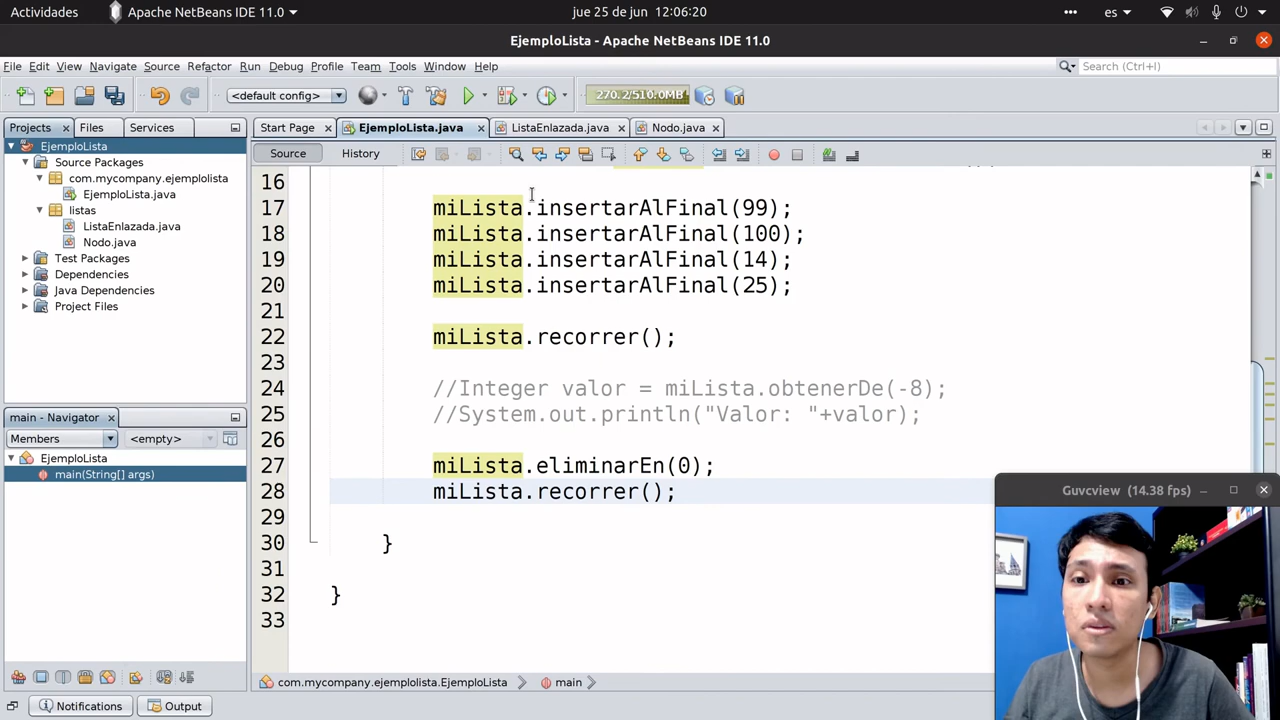 Actividades
Apache NetBeans IDE 11.0
jue 25 de jun 12:06:20
es
EjemploLista - Apache NetBeans IDE 11.0
File Edit View Navigate Source Refactor Run Debug Profile Team Tools Window Help
Search (Ctrl+I)
<default config>
270.2/510.0MB
Projects Files Services
Start Page EjemploLista.java ListaEnlazada.java Nodo.java
EjemploLista
Source Packages
com.mycompany.ejemplolista
EjemploLista.java
listas
ListaEnlazada.java
Nodo.java
Test Packages
Dependencies
Java Dependencies
Project Files
Source History
16
17 miLista.insertarAlFinal(99);
18 miLista.insertarAlFinal(100);
19 miLista.insertarAlFinal(14);
20 miLista.insertarAlFinal(25);
21
22 miLista.recorrer();
23
24 //Integer valor = miLista.obtenerDe(-8);
25 //System.out.println("Valor: "+valor);
26
27 miLista.eliminarEn(0);
28 miLista.recorrer();
29
30 }
31
32 }
33
main - Navigator
Members <empty>
EjemploLista
main(String[] args)
Guvcview (14.38 fps)
com.mycompany.ejemplolista.EjemploLista main
Notifications Output